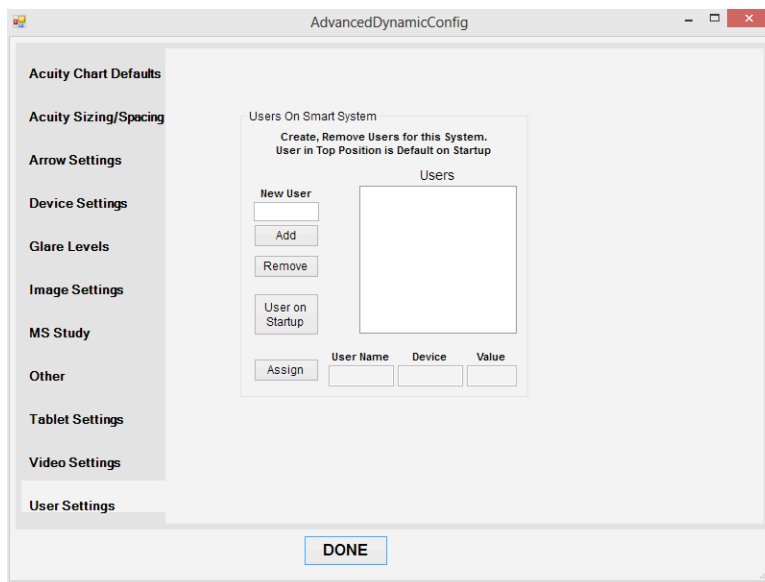 AdvancedDynamicConfig
Acuity Chart Defaults
Acuity Sizing/Spacing
Arrow Settings
Device Settings
Glare Levels
Image Settings
MS Study
Other
Tablet Settings
Video Settings
User Settings
Users On Smart System
Create, Remove Users for this System.
User in Top Position is Default on Startup
Users
New User
Add
Remove
User on
Startup
Assign
User Name Device Value
DONE